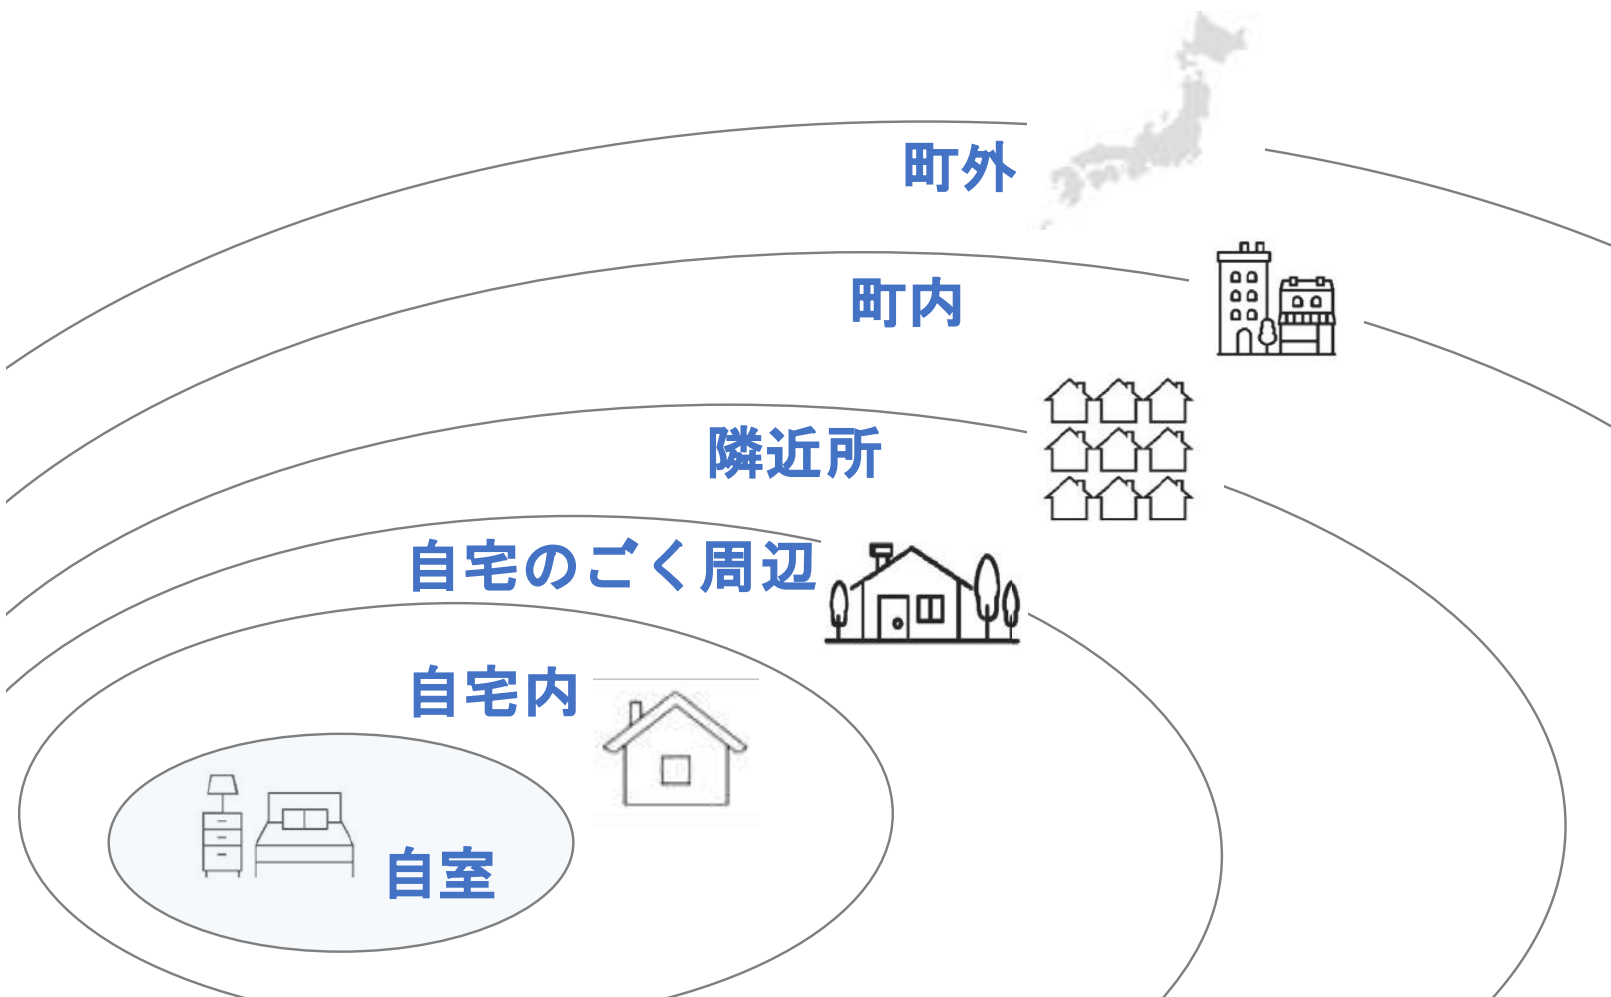 町外
町内
隣近所
自宅のごく周辺
自宅内
自室